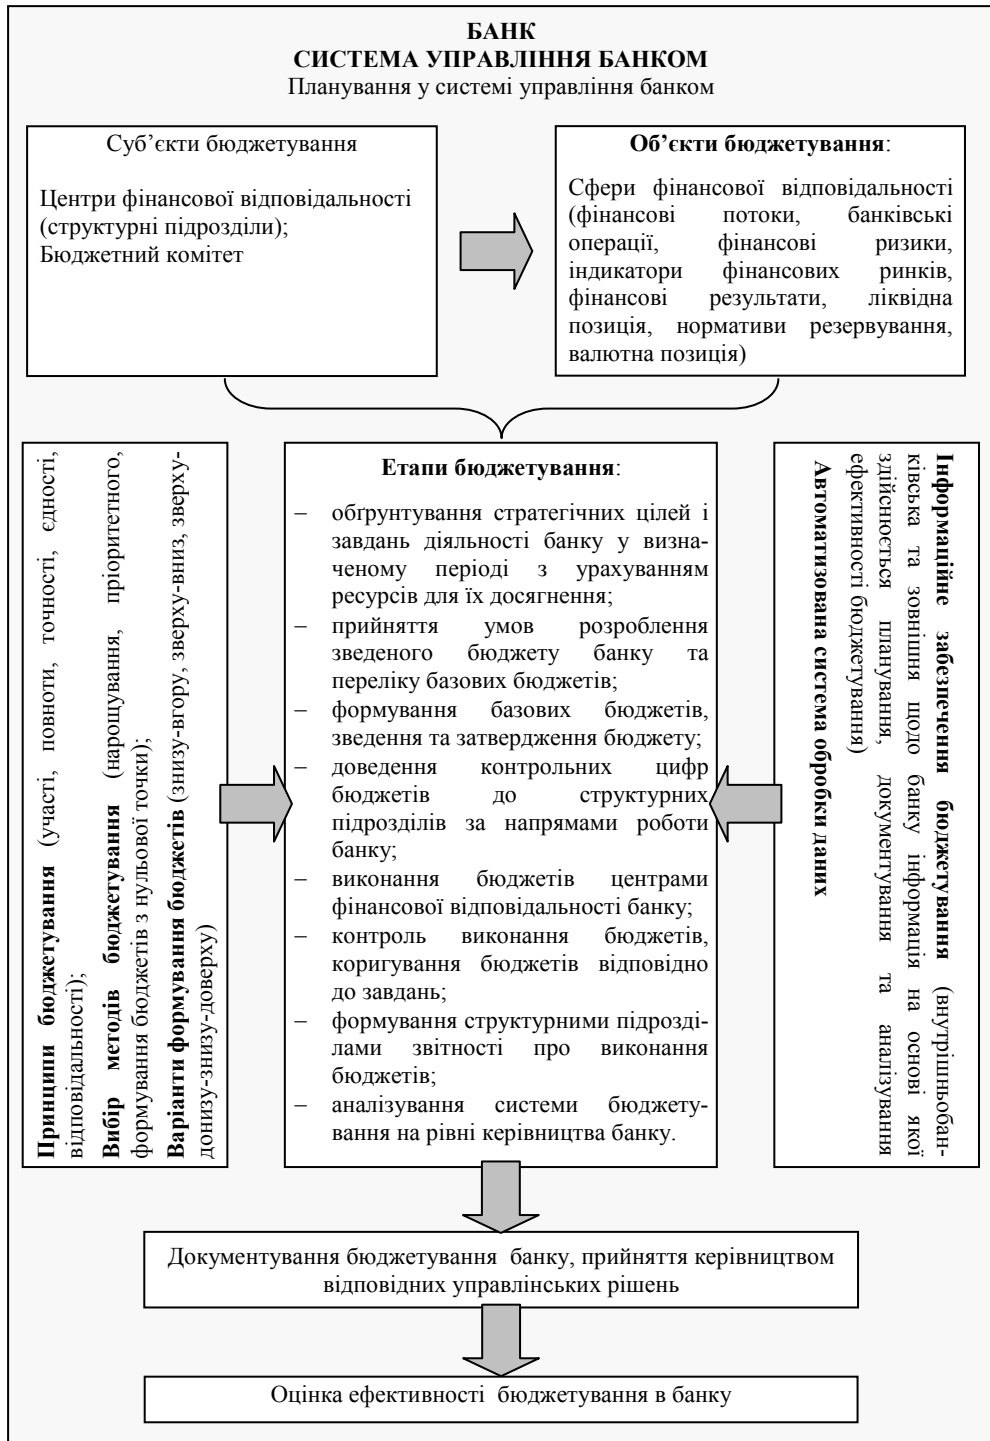 БАНК
СИСТЕМА УПРАВЛІННЯ БАНКОМ
Планування у системі управління банком
Суб’єкти бюджетування
Центри фінансової відповідальності
(структурні підрозділи);
Бюджетний комітет
Об’єкти бюджетування:
Сфери фінансової відповідальності
(фінансові потоки, банківські
операції, фінансові ризики,
індикатори фінансових ринків,
фінансові результати, ліквідна
позиція, нормативи резервування,
валютна позиція)
Принципи бюджетування (участі, повноти, точності, єдності,
відповідальності);
Вибір методів бюджетування (нарощування, пріоритетного,
формування бюджетів з нульової точки);
Варіанти формування бюджетів (знизу-вгору, зверху-вниз, зверху-
донизу-знизу-доверху)
Етапи бюджетування:
– обґрунтування стратегічних цілей і
завдань діяльності банку у визна-
ченому періоді з урахуванням
ресурсів для їх досягнення;
– прийняття умов розроблення
зведеного бюджету банку та
переліку базових бюджетів;
– формування базових бюджетів,
зведення та затвердження бюджету;
– доведення контрольних цифр
бюджетів до структурних
підрозділів за напрямами роботи
банку;
– виконання бюджетів центрами
фінансової відповідальності банку;
– контроль виконання бюджетів,
коригування бюджетів відповідно
до завдань;
– формування структурними підрозді-
лами звітності про виконання
бюджетів;
– аналізування системи бюджету-
вання на рівні керівництва банку.
Інформаційне забезпечення бюджетування (внутрішньобан-
ківська та зовнішня щодо банку інформація на основі якої
здійснюється планування, документування та аналізування
ефективності бюджетування)
Автоматизована система обробки даних
Документування бюджетування банку, прийняття керівництвом
відповідних управлінських рішень
Оцінка ефективності бюджетування в банку